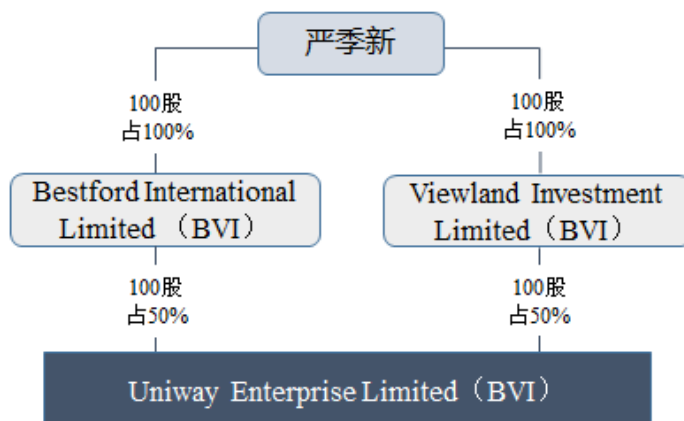 严季新
100股
占100%
100股
占100%
Bestford International
Limited （BVI）
Viewland Investment
Limited（BVI）
100股
占50%
100股
占50%
Uniway Enterprise Limited（BVI）